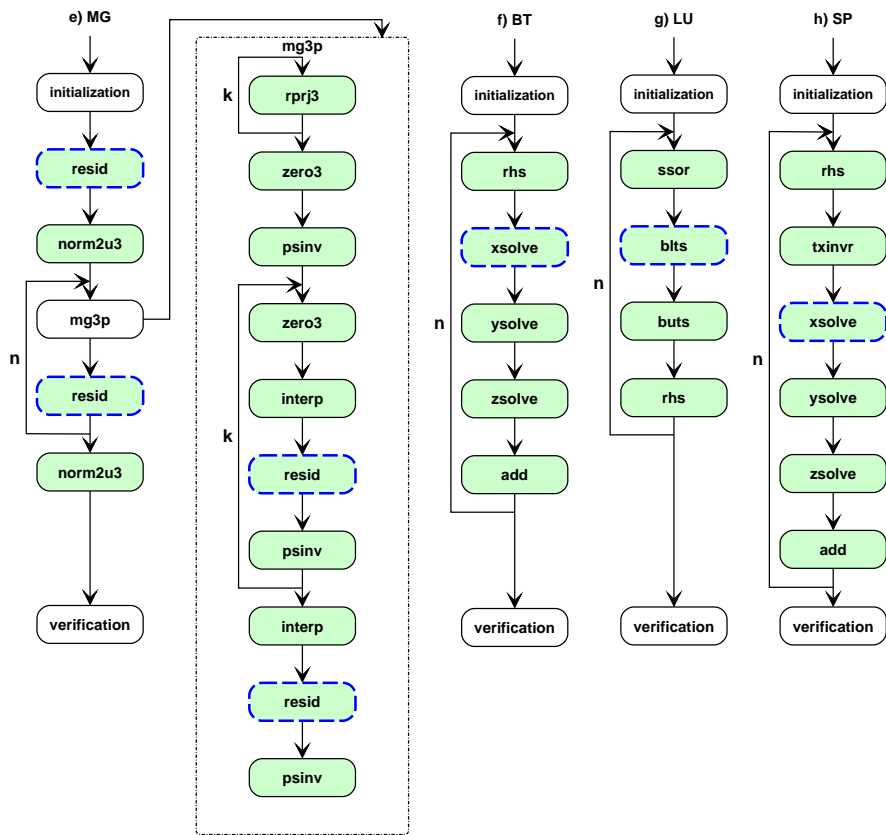 e) MG
initialization
resid
norm2u3
mg3p
n
resid
norm2u3
verification
mg3p
k
rprj3
zero3
psinv
zero3
interp
k
resid
psinv
interp
resid
psinv
f) BT
initialization
rhs
xsolve
n
ysolve
zsolve
add
verification
g) LU
initialization
ssor
blts
n
buts
rhs
verification
h) SP
initialization
rhs
txinvr
xsolve
n
ysolve
zsolve
add
verification